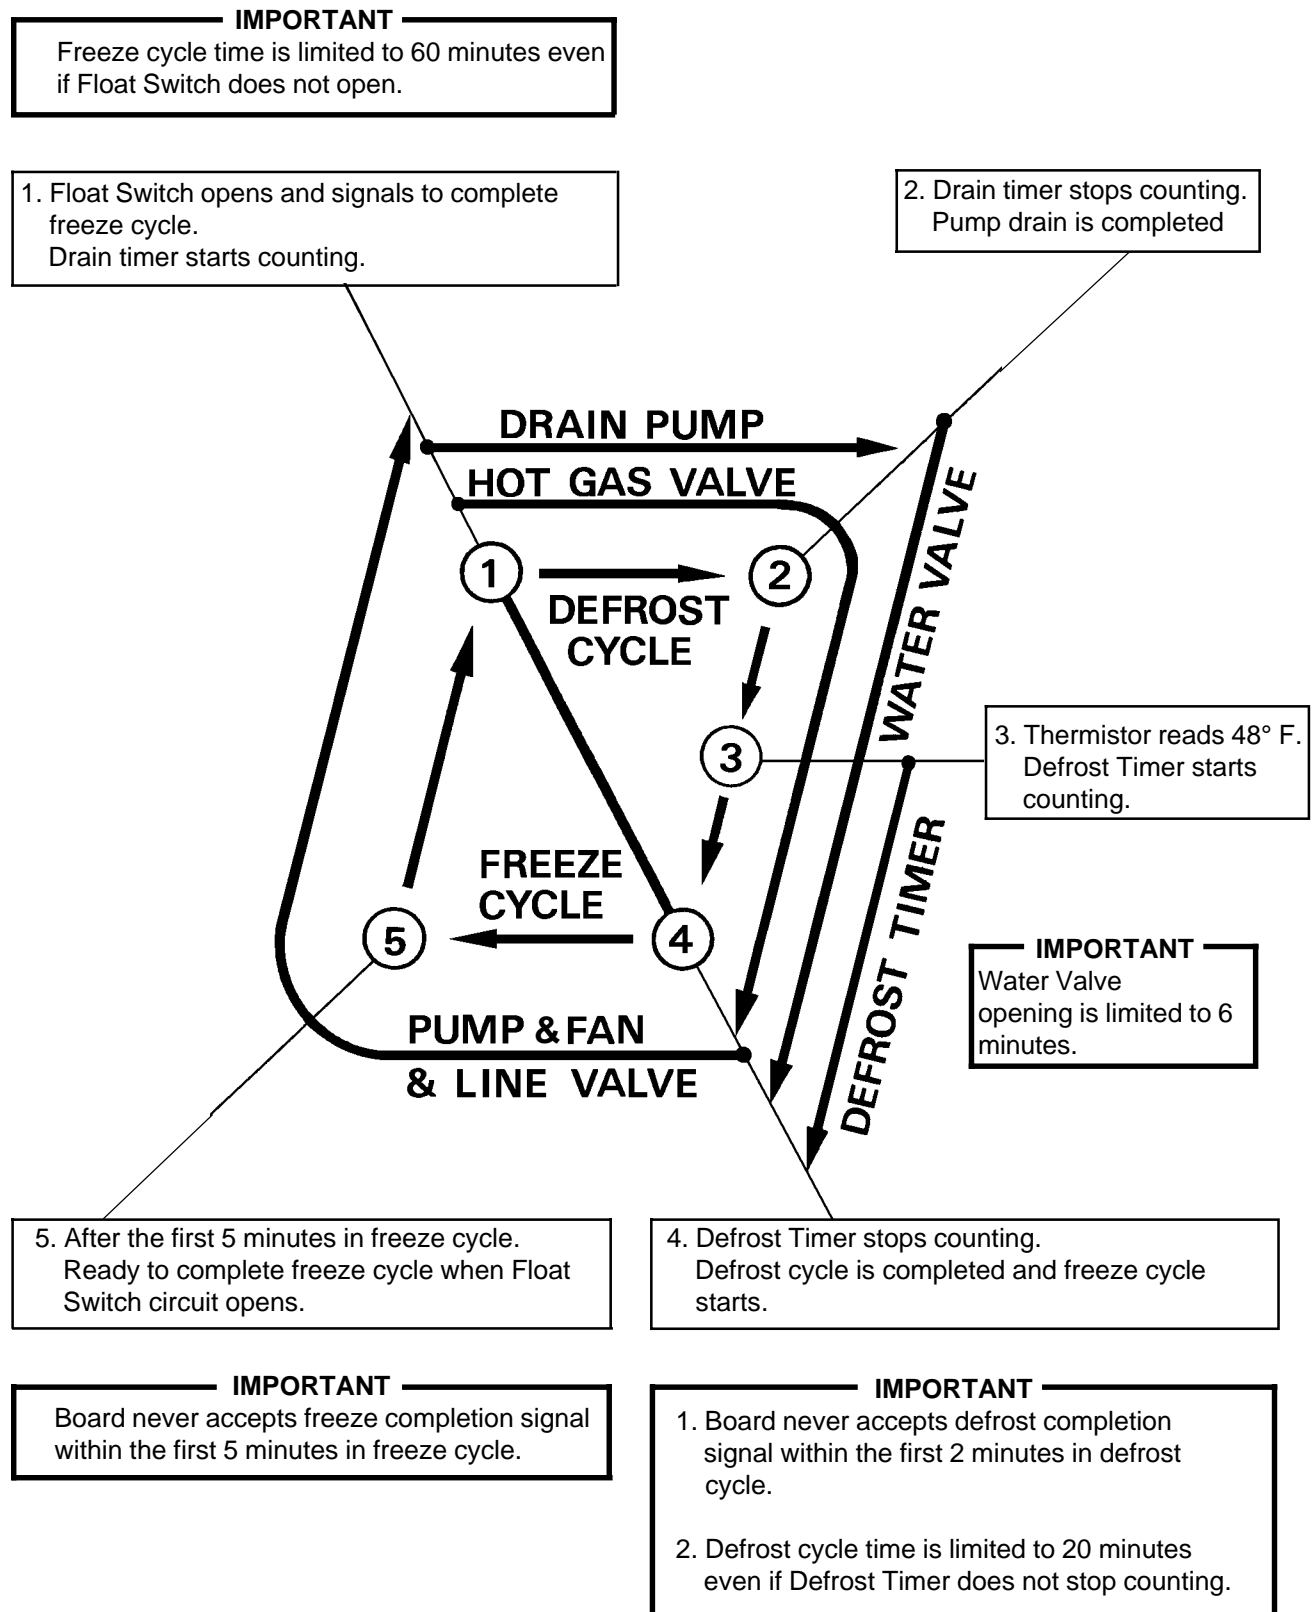 IMPORTANT
Freeze cycle time is limited to 60 minutes even
if Float Switch does not open.
1. Float Switch opens and signals to complete
freeze cycle.
Drain timer starts counting.
2. Drain timer stops counting.
Pump drain is completed
DRAIN PUMP
HOT GAS VALVE
WATER VALVE
1
2
DEFROST
CYCLE
3
3. Thermistor reads 48° F.
Defrost Timer starts
counting.
DEFROST TIMER
FREEZE
CYCLE
5
4
IMPORTANT
Water Valve
opening is limited to 6
minutes.
PUMP & FAN
& LINE VALVE
5. After the first 5 minutes in freeze cycle.
Ready to complete freeze cycle when Float
Switch circuit opens.
4. Defrost Timer stops counting.
Defrost cycle is completed and freeze cycle
starts.
IMPORTANT
Board never accepts freeze completion signal
within the first 5 minutes in freeze cycle.
IMPORTANT
1. Board never accepts defrost completion
signal within the first 2 minutes in defrost
cycle.
2. Defrost cycle time is limited to 20 minutes
even if Defrost Timer does not stop counting.